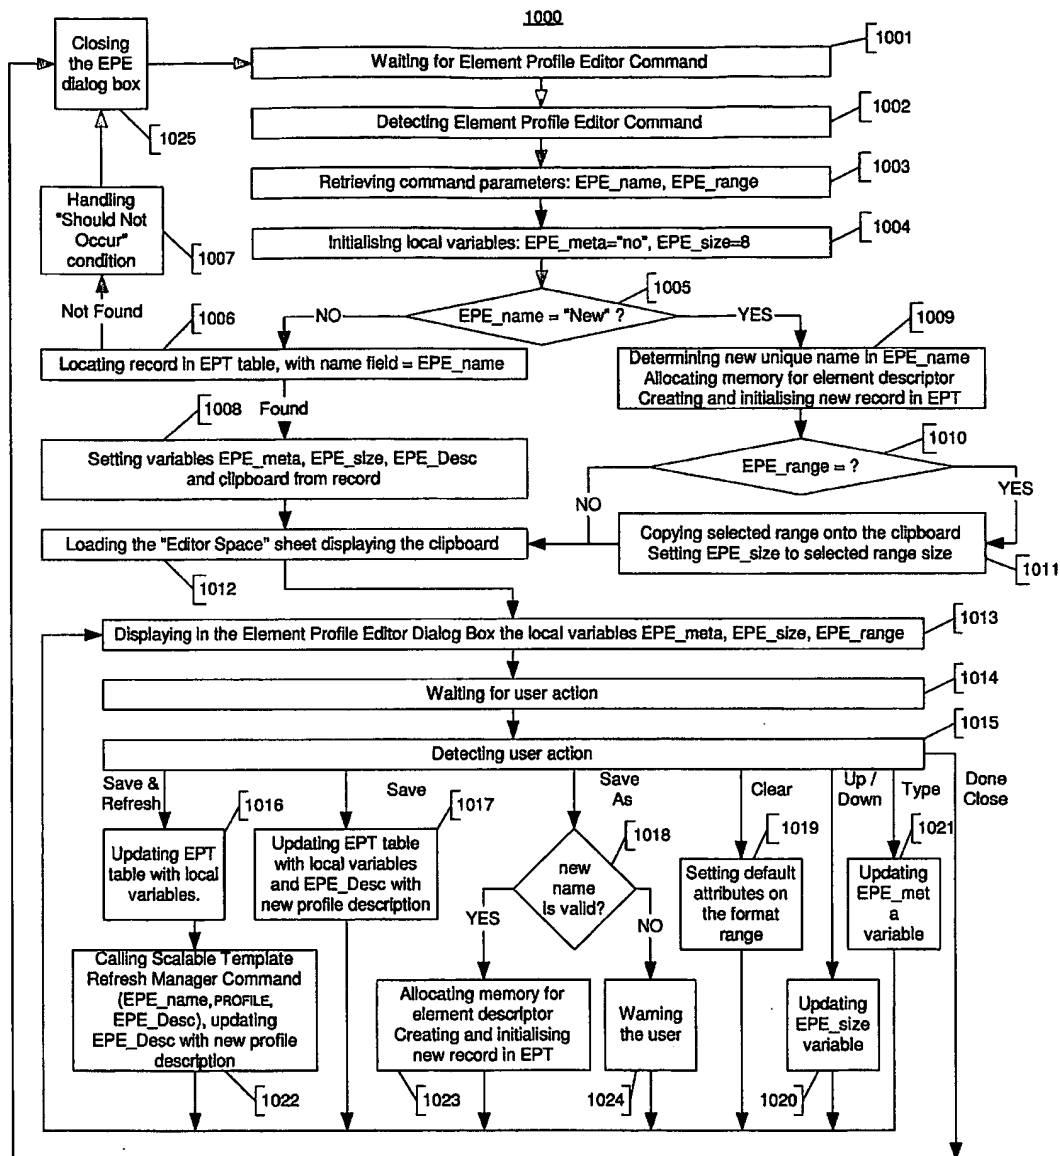 1000
Closing
the EPE
dialog box
1025
Waiting for Element Profile Editor Command
1001
Detecting Element Profile Editor Command
1002
Retrieving command parameters: EPE_name, EPE_range
1003
Handling
"Should Not
Occur"
condition
1007
Initialising local variables: EPE_meta="no", EPE_size=8
1004
Not Found
1006
NO
EPE_name = "New" ?
1005
YES
1009
Locating record in EPT table, with name field = EPE_name
Determining new unique name in EPE_name
Allocating memory for element descriptor
Creating and initialising new record in EPT
1008
Found
Setting variables EPE_meta, EPE_size, EPE_Desc
and clipboard from record
EPE_range = ?
1010
NO
YES
Loading the "Editor Space" sheet displaying the clipboard
1012
Copying selected range onto the clipboard
Setting EPE_size to selected range size
1011
Displaying in the Element Profile Editor Dialog Box the local variables EPE_meta, EPE_size, EPE_range
1013
Waiting for user action
1014
Detecting user action
1015
Save &
Refresh
1016
Save
1017
Save
As
1018
Clear
1019
Up /
Down
Type
1021
Done
Close
Updating EPT
table with local
variables.
Updating EPT table
with local variables
and EPE_Desc with
new profile description
new
name
is valid?
YES
NO
Setting default
attributes on
the format
range
Updating
EPE_met
a
variable
Calling Scalable Template
Refresh Manager Command
(EPE_name,PROFILE,
EPE_Desc), updating
EPE_Desc with new profile
description
1022
Allocating memory for
element descriptor
Creating and initialising
new record in EPT
1023
Warning
the user
1024
Updating
EPE_size
variable
1020